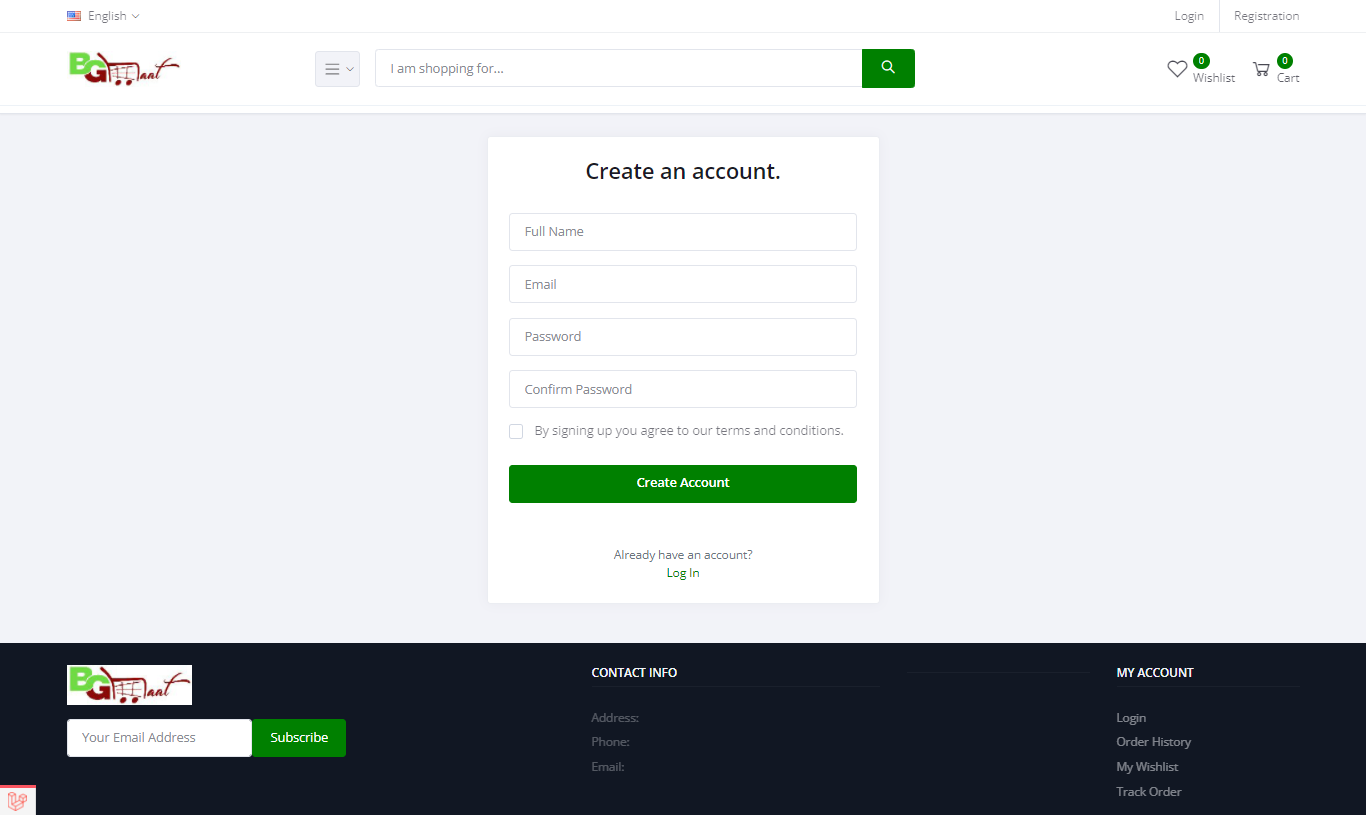 English
Login
Registration
BG
aat
I am shopping for...
0
Wishlist
0
Cart
Create an account.
Full Name
Email
Password
Confirm Password
By signing up you agree to our terms and conditions.
Create Account
Already have an account?
Log In
BG
aat
Your Email Address
Subscribe
CONTACT INFO
Address:
Phone:
Email:
MY ACCOUNT
Login
Order History
My Wishlist
Track Order